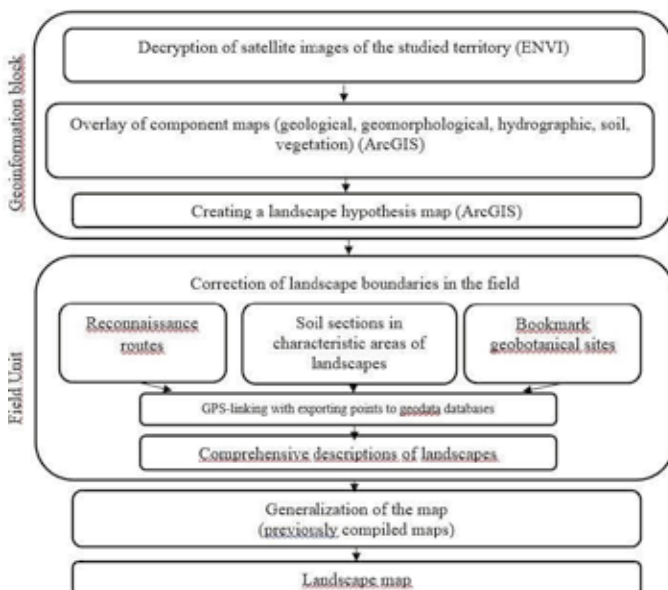 Geoinformation block
Decryption of satellite images of the studied territory (ENVI)
Overlay of component maps (geological, geomorphological, hydrographic, soil,
vegetation) (ArcGIS)
Creating a landscape hypothesis map (ArcGIS)
Field Unit
Correction of landscape boundaries in the field
Reconnaissance
routes
Soil sections in
characteristic areas of
landscapes
Bookmark
geobotanical sites
GPS-linking with exporting points to geodata databases
Comprehensive descriptions of landscapes
Generalization of the map
(previously compiled maps)
Landscape map